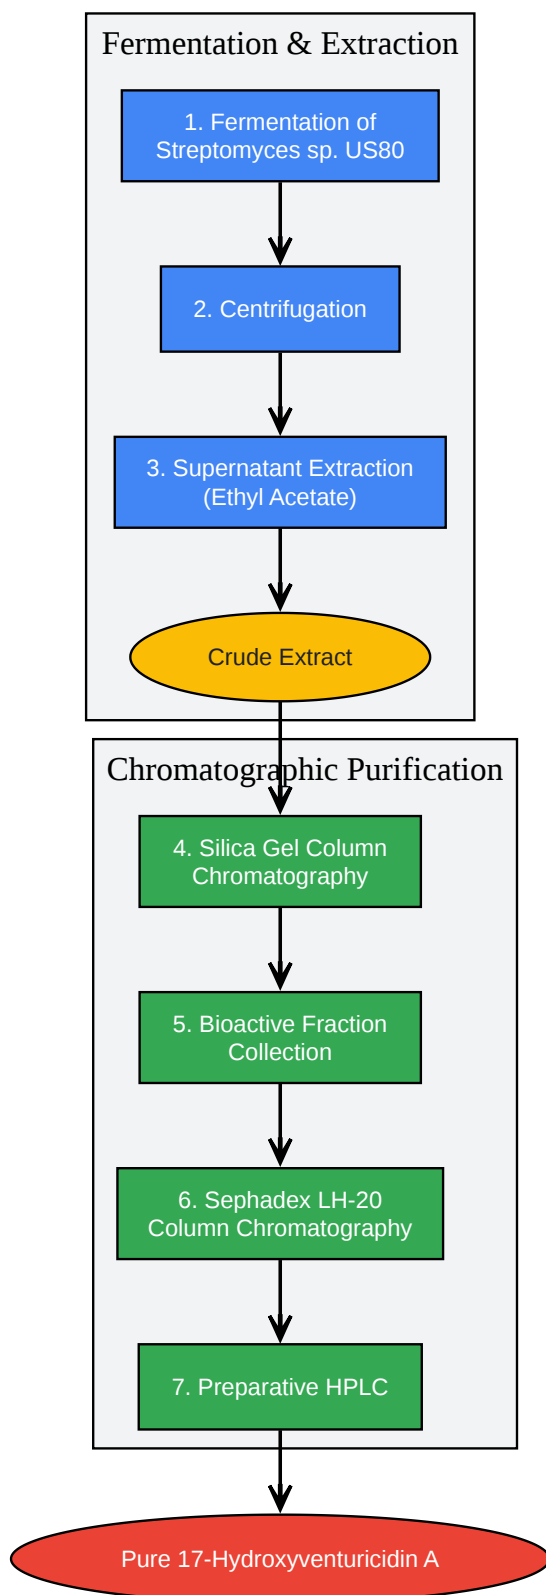 Fermentation & Extraction
1. Fermentation of
Streptomyces sp. US80
2. Centrifugation
3. Supernatant Extraction
(Ethyl Acetate)
Crude Extract
Chromatographic Purification
4. Silica Gel Column
Chromatography
5. Bioactive Fraction
Collection
6. Sephadex LH-20
Column Chromatography
7. Preparative HPLC
Pure 17-Hydroxyventuricidin A